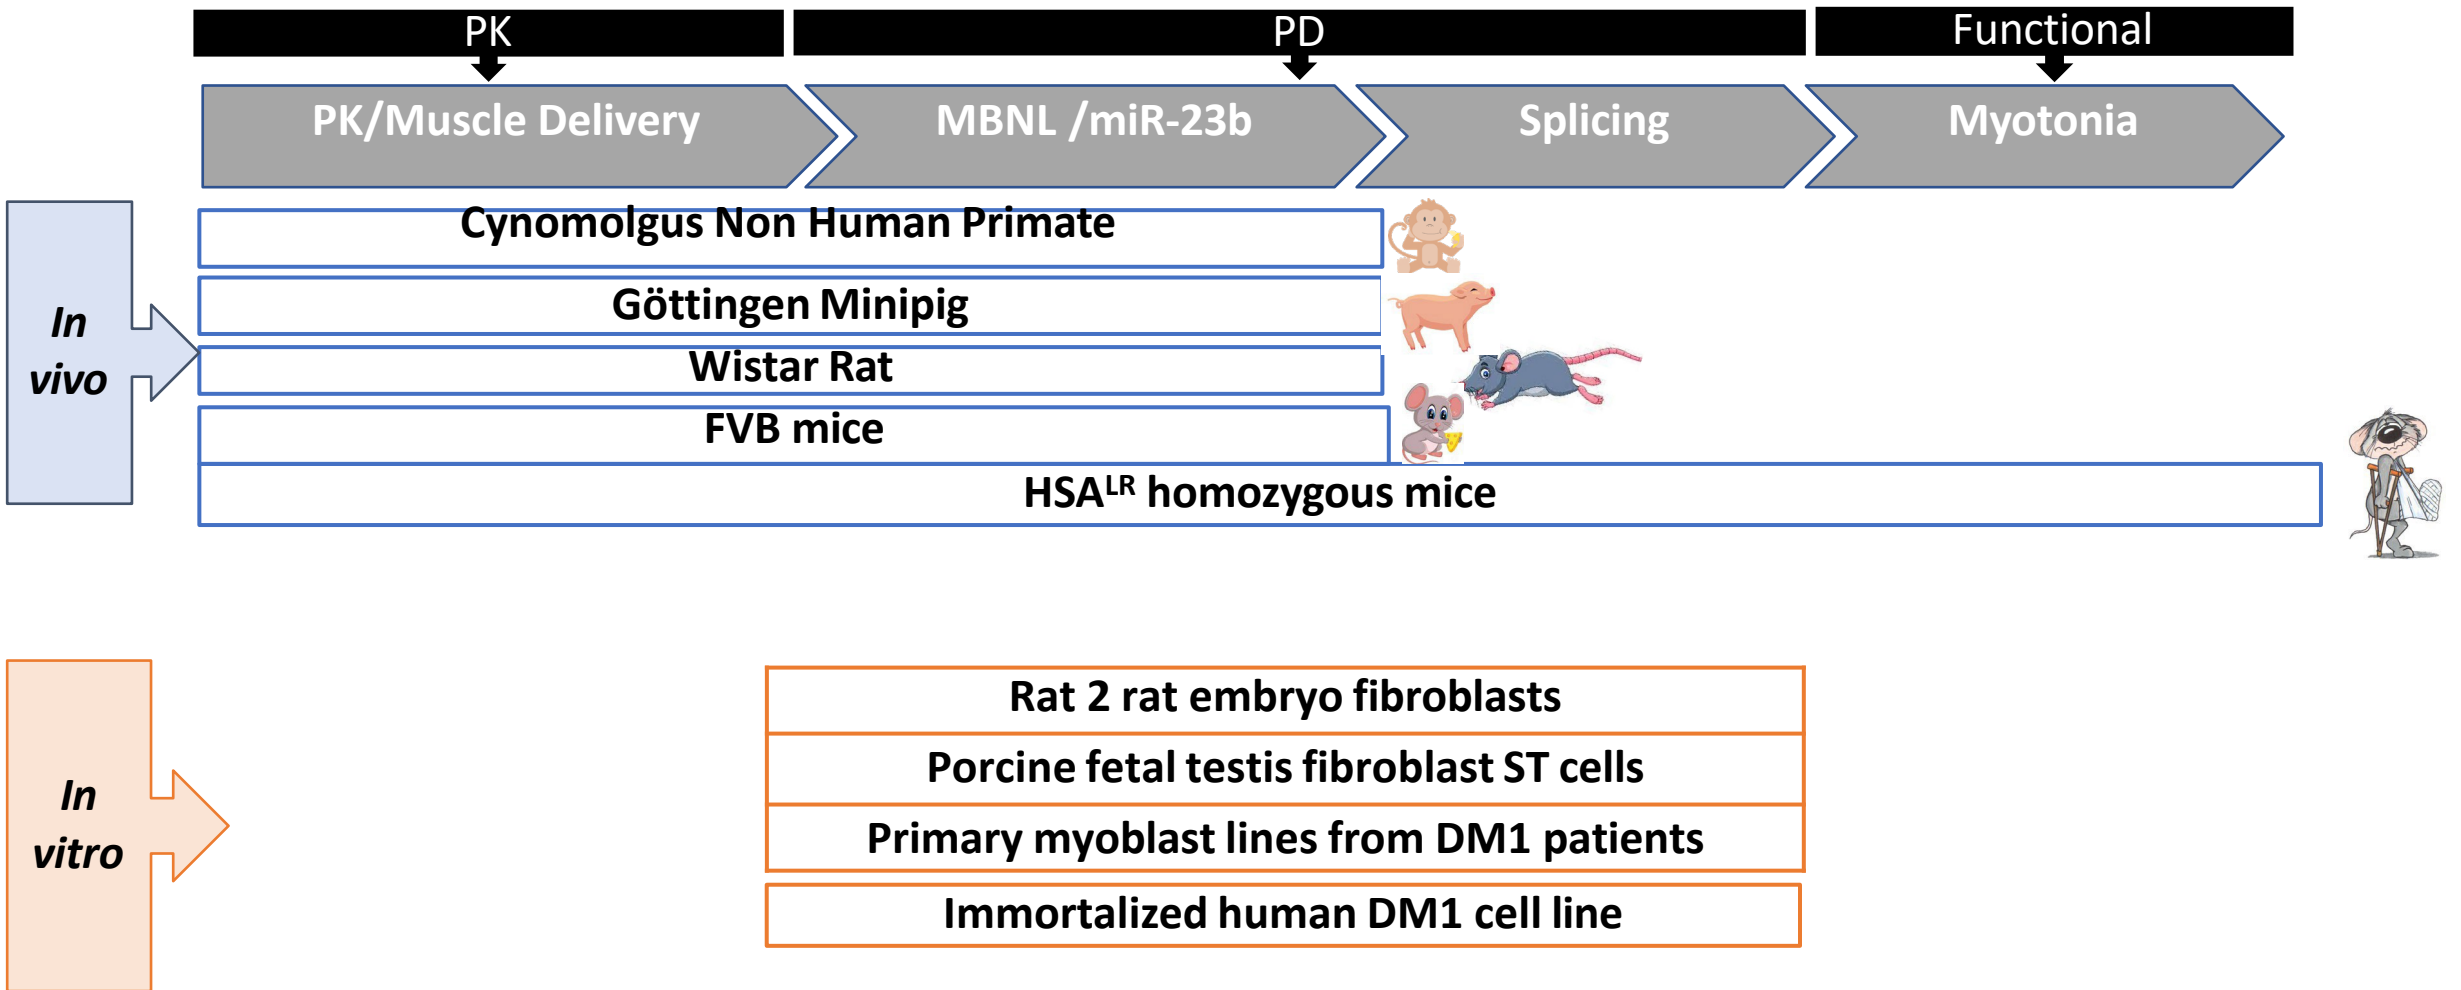 PK
PD
Functional
PK/Muscle Delivery
MBNL /miR-23b
Splicing
Myotonia
In
vivo
Cynomolgus Non Human Primate
Göttingen Minipig
Wistar Rat
FVB mice
HSALR homozygous mice
In
vitro
Rat 2 rat embryo fibroblasts
Porcine fetal testis fibroblast ST cells
Primary myoblast lines from DM1 patients
Immortalized human DM1 cell line